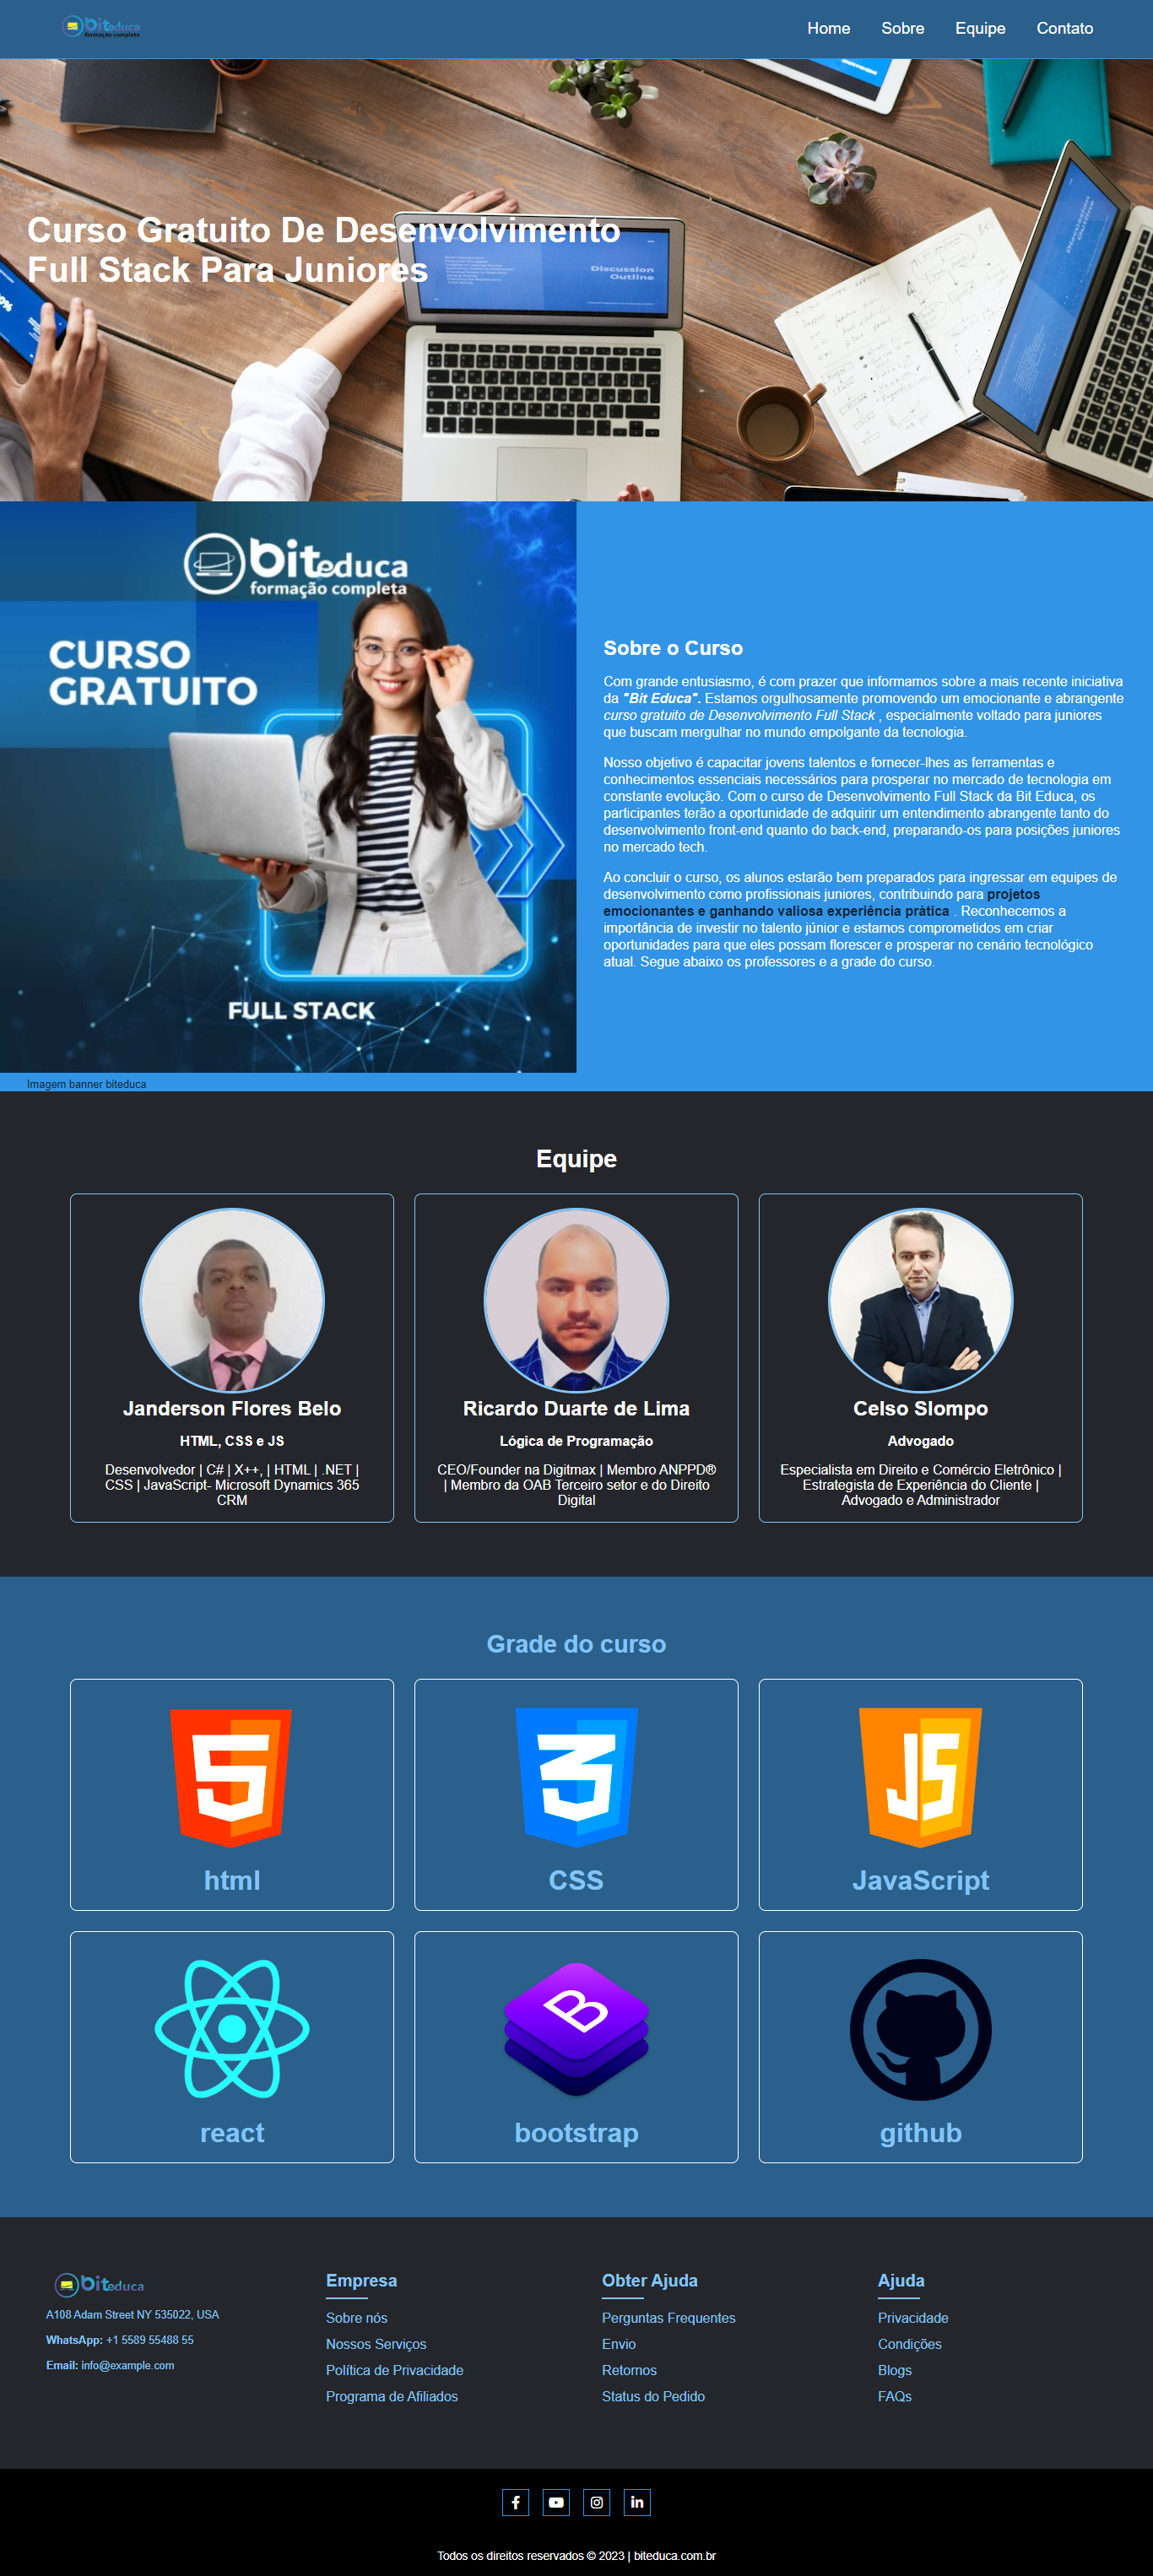 biteduca
formação completa
Home Sobre Equipe Contato
Curso Gratuito De Desenvolvimento
Full Stack Para Juniores
Discussion
Outline
Discussion
Outline
biteduca
formação completa
CURSO
GRATUITO
FULL STACK
Imagem banner biteduca
Sobre o Curso
Com grande entusiasmo, é com prazer que informamos sobre a mais recente iniciativa
da "Bit Educa". Estamos orgulhosamente promovendo um emocionante e abrangente
curso gratuito de Desenvolvimento Full Stack , especialmente voltado para juniores
que buscam mergulhar no mundo empolgante da tecnologia.
Nosso objetivo é capacitar jovens talentos e fornecer-lhes as ferramentas e
conhecimentos essenciais necessários para prosperar no mercado de tecnologia em
constante evolução. Com o curso de Desenvolvimento Full Stack da Bit Educa, os
participantes terão a oportunidade de adquirir um entendimento abrangente tanto do
desenvolvimento front-end quanto do back-end, preparando-os para posições juniores
no mercado tech.
Ao concluir o curso, os alunos estarão bem preparados para ingressar em equipes de
desenvolvimento como profissionais juniores, contribuindo para projetos
emocionantes e ganhando valiosa experiência prática . Reconhecemos a
importância de investir no talento júnior e estamos comprometidos em criar
oportunidades para que eles possam florescer e prosperar no cenário tecnológico
atual. Segue abaixo os professores e a grade do curso.
Equipe
Janderson Flores Belo
HTML, CSS e JS
Desenvolvedor | C# | X++, | HTML | .NET |
CSS | JavaScript- Microsoft Dynamics 365
CRM
Ricardo Duarte de Lima
Lógica de Programação
CEO/Founder na Digitmax | Membro ANPPD®
| Membro da OAB Terceiro setor e do Direito
Digital
Celso Slompo
Advogado
Especialista em Direito e Comércio Eletrônico |
Estrategista de Experiência do Cliente |
Advogado e Administrador
Grade do curso
5
html
3
CSS
JS
JavaScript
react
B
bootstrap
github
biteduca
A108 Adam Street NY 535022, USA
WhatsApp: +1 5589 55488 55
Email: info@example.com
Empresa
Sobre nós
Nossos Serviços
Política de Privacidade
Programa de Afiliados
Obter Ajuda
Perguntas Frequentes
Envio
Retornos
Status do Pedido
Ajuda
Privacidade
Condições
Blogs
FAQs
Todos os direitos reservados © 2023 | biteduca.com.br